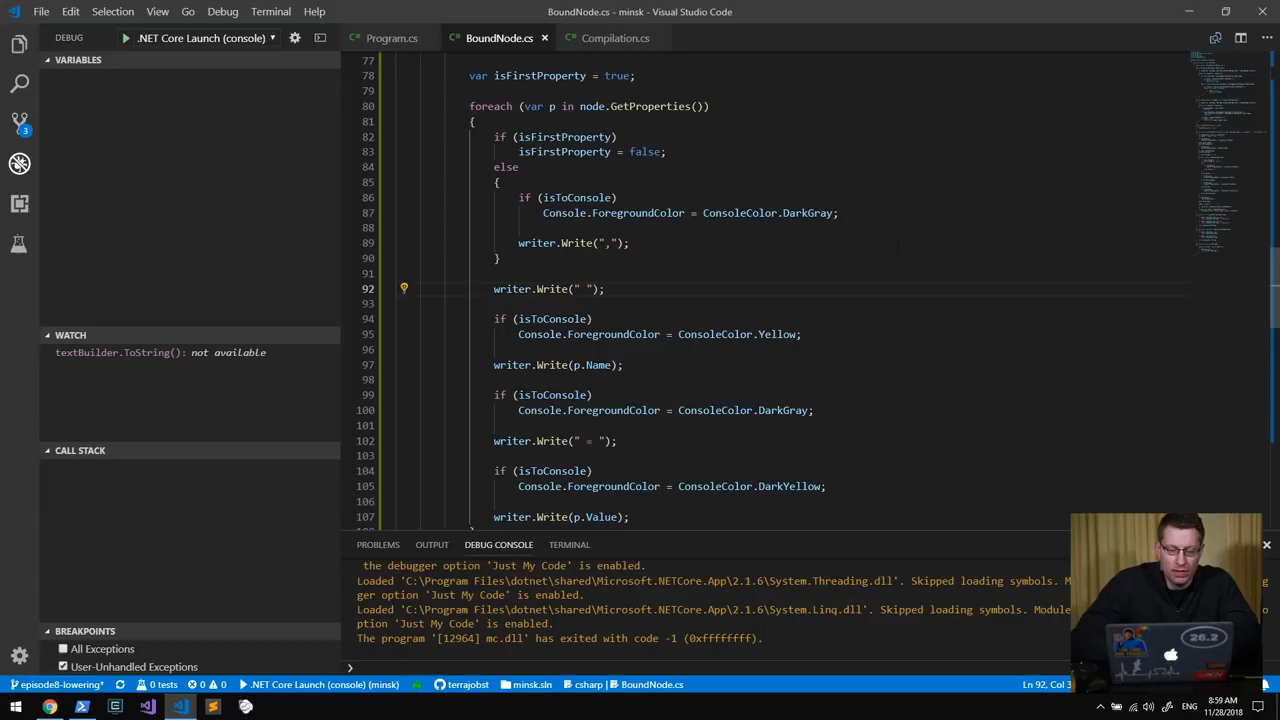 File Edit Selection View Go Debug Terminal Help
BoundNode.cs - minsk - Visual Studio Code
DEBUG .NET Core Launch (console)
Program.cs BoundNode.cs Compilation.cs
VARIABLES
WATCH
textBuilder.ToString(): not available
CALL STACK
BREAKPOINTS
All Exceptions
User-Unhandled Exceptions
77
78 var isFirstProperty = true;
79
80 foreach (var p in node.GetProperties())
81 {
82 if (isFirstProperty)
83 isFirstProperty = false;
84 else
85 {
86 if (isToConsole)
87 Console.ForegroundColor = ConsoleColor.DarkGray;
88
89 writer.Write(",");
90 }
91
92 writer.Write(" ");
93
94 if (isToConsole)
95 Console.ForegroundColor = ConsoleColor.Yellow;
96
97 writer.Write(p.Name);
98
99 if (isToConsole)
100 Console.ForegroundColor = ConsoleColor.DarkGray;
101
102 writer.Write(" = ");
103
104 if (isToConsole)
105 Console.ForegroundColor = ConsoleColor.DarkYellow;
106
107 writer.Write(p.Value);
PROBLEMS OUTPUT DEBUG CONSOLE TERMINAL
the debugger option 'Just My Code' is enabled.
Loaded 'C:\Program Files\dotnet\shared\Microsoft.NETCore.App\2.1.6\System.Threading.dll'. Skipped loading symbols.
ger option 'Just My Code' is enabled.
Loaded 'C:\Program Files\dotnet\shared\Microsoft.NETCore.App\2.1.6\System.Linq.dll'. Skipped loading symbols. Module
ption 'Just My Code' is enabled.
The program '[12964] mc.dll' has exited with code -1 (0xffffffff).
26.2
episode8-lowering* 0 tests 0 0 .NET Core Launch (console) (minsk) terrajobst minsk.sln csharp BoundNode.cs Ln 92, Col 3
ENG 8:59 AM
11/28/2018
3